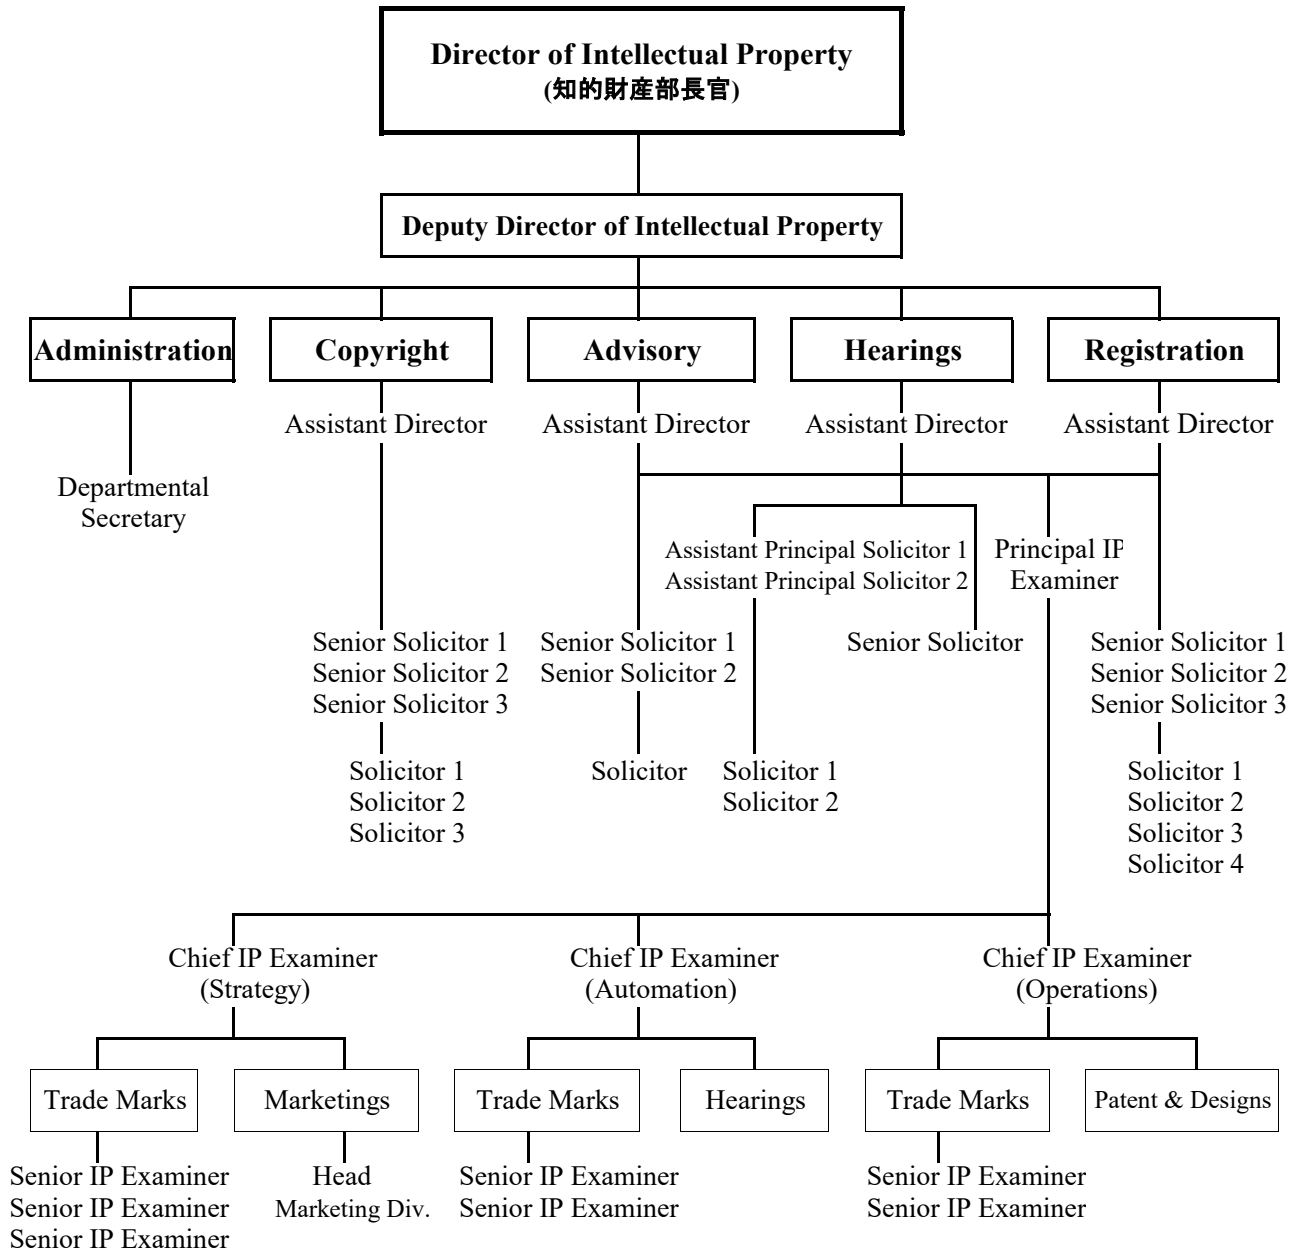 Director of Intellectual Property
(知的財産部長官)
Deputy Director of Intellectual Property
Administration
Copyright
Advisory
Hearings
Registration
Assistant Director
Assistant Director
Assistant Director
Assistant Director
Departmental
Secretary
Assistant Principal Solicitor 1
Assistant Principal Solicitor 2
Principal IP
Examiner
Senior Solicitor 1
Senior Solicitor 2
Senior Solicitor 3
Senior Solicitor 1
Senior Solicitor 2
Senior Solicitor
Senior Solicitor 1
Senior Solicitor 2
Senior Solicitor 3
Solicitor 1
Solicitor 2
Solicitor 3
Solicitor
Solicitor 1
Solicitor 2
Solicitor 1
Solicitor 2
Solicitor 3
Solicitor 4
Chief IP Examiner
(Strategy)
Chief IP Examiner
(Automation)
Chief IP Examiner
(Operations)
Trade Marks
Marketings
Trade Marks
Hearings
Trade Marks
Patent & Designs
Senior IP Examiner
Senior IP Examiner
Senior IP Examiner
Head
Marketing Div.
Senior IP Examiner
Senior IP Examiner
Senior IP Examiner
Senior IP Examiner